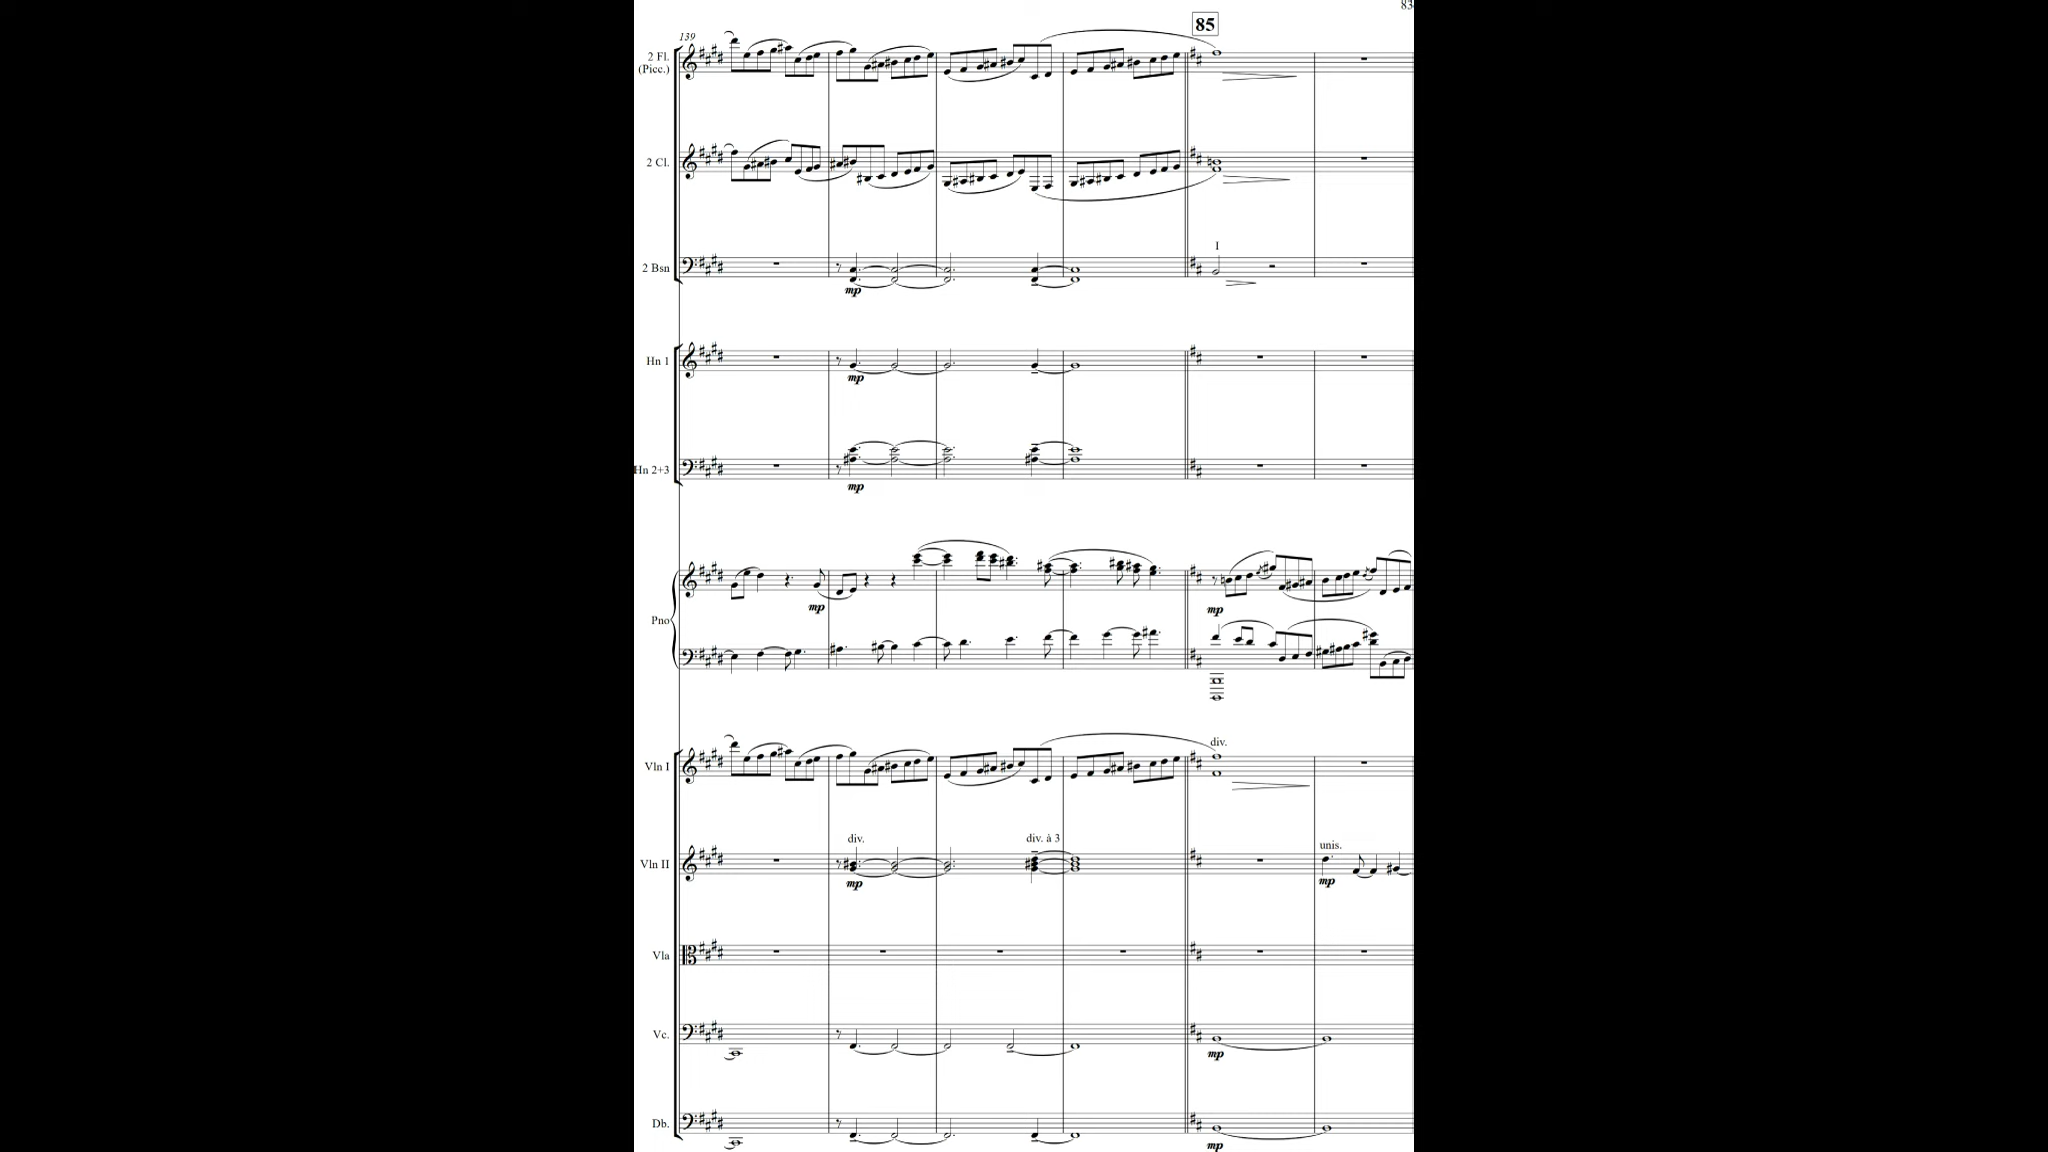 83
85
139
2 Fl.
(Picc.)
2 Cl.
I
2 Bsn
mp
Hn 1
mp
Hn 2+3
mp
mp
mp
Pno
div.
Vln I
div.
div. à 3
unis.
Vln II
mp
mp
Vla
Vc.
mp
Db.
mp